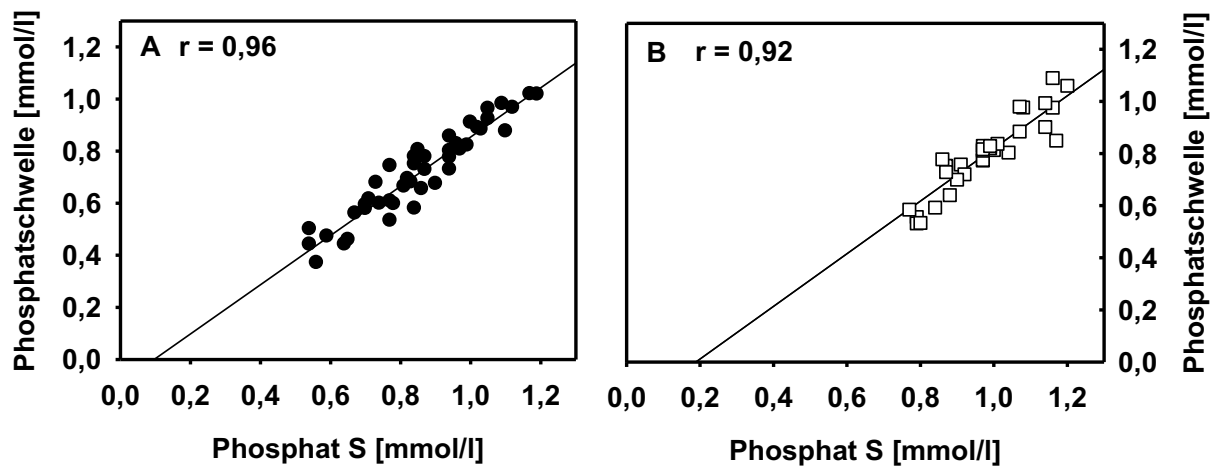 A r = 0,96
Phosphatschwelle [mmol/l]
1,2
1,0
0,8
0,6
0,4
0,2
0,0
0,0 0,2 0,4 0,6 0,8 1,0 1,2
Phosphat S [mmol/l]
B r = 0,92
1,2
1,0
0,8
0,6
0,4
0,2
0,0
Phosphatschwelle [mmol/l]
0,0 0,2 0,4 0,6 0,8 1,0 1,2
Phosphat S [mmol/l]